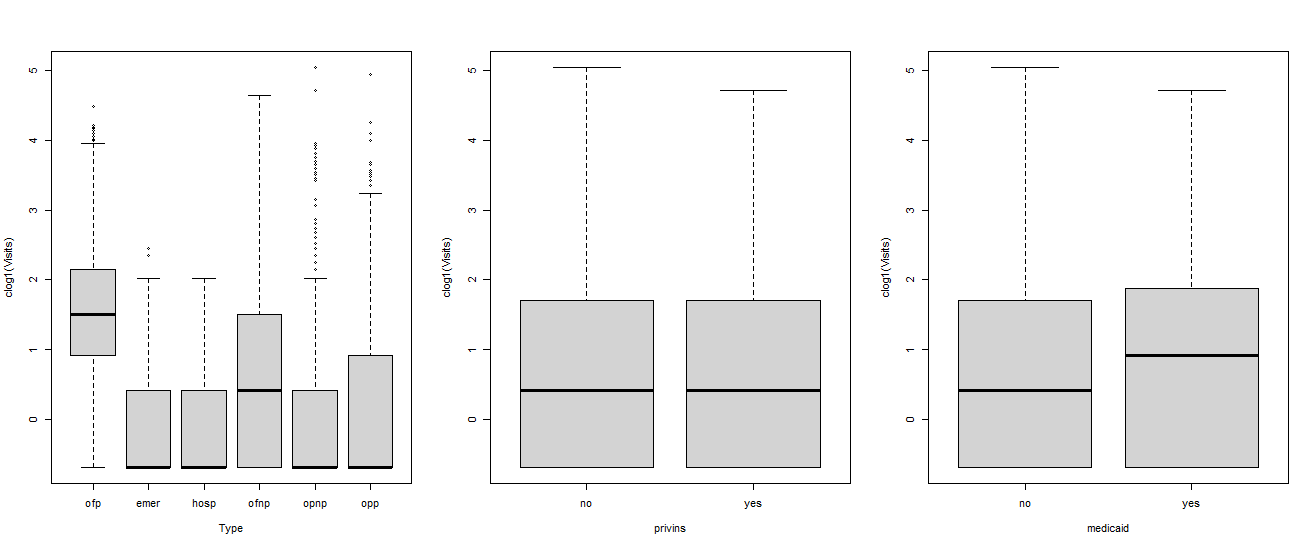 clog1(Visits)
5
4
3
2
1
0
ofp emer hosp ofnp opnp opp
Type
clog1(Visits)
5
4
3
2
1
0
no yes
privins
clog1(Visits)
5
4
3
2
1
0
no yes
medicaid